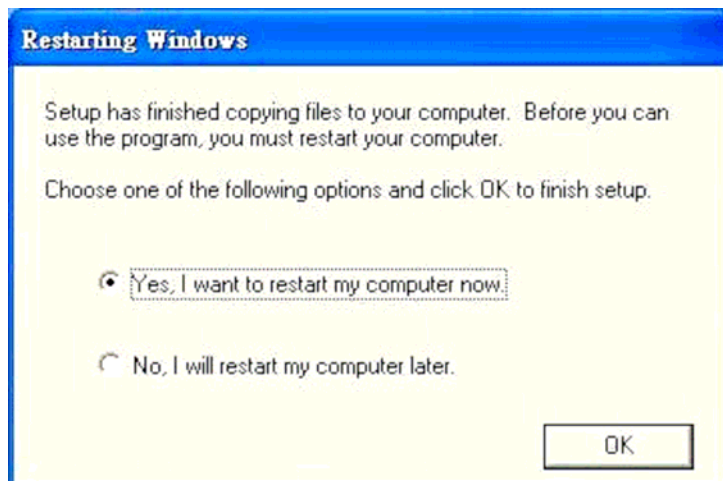 Restarting Windows
Setup has finished copying files to your computer. Before you can
use the program, you must restart your computer.
Choose one of the following options and click OK to finish setup.
Yes, I want to restart my computer now.
No, I will restart my computer later.
OK